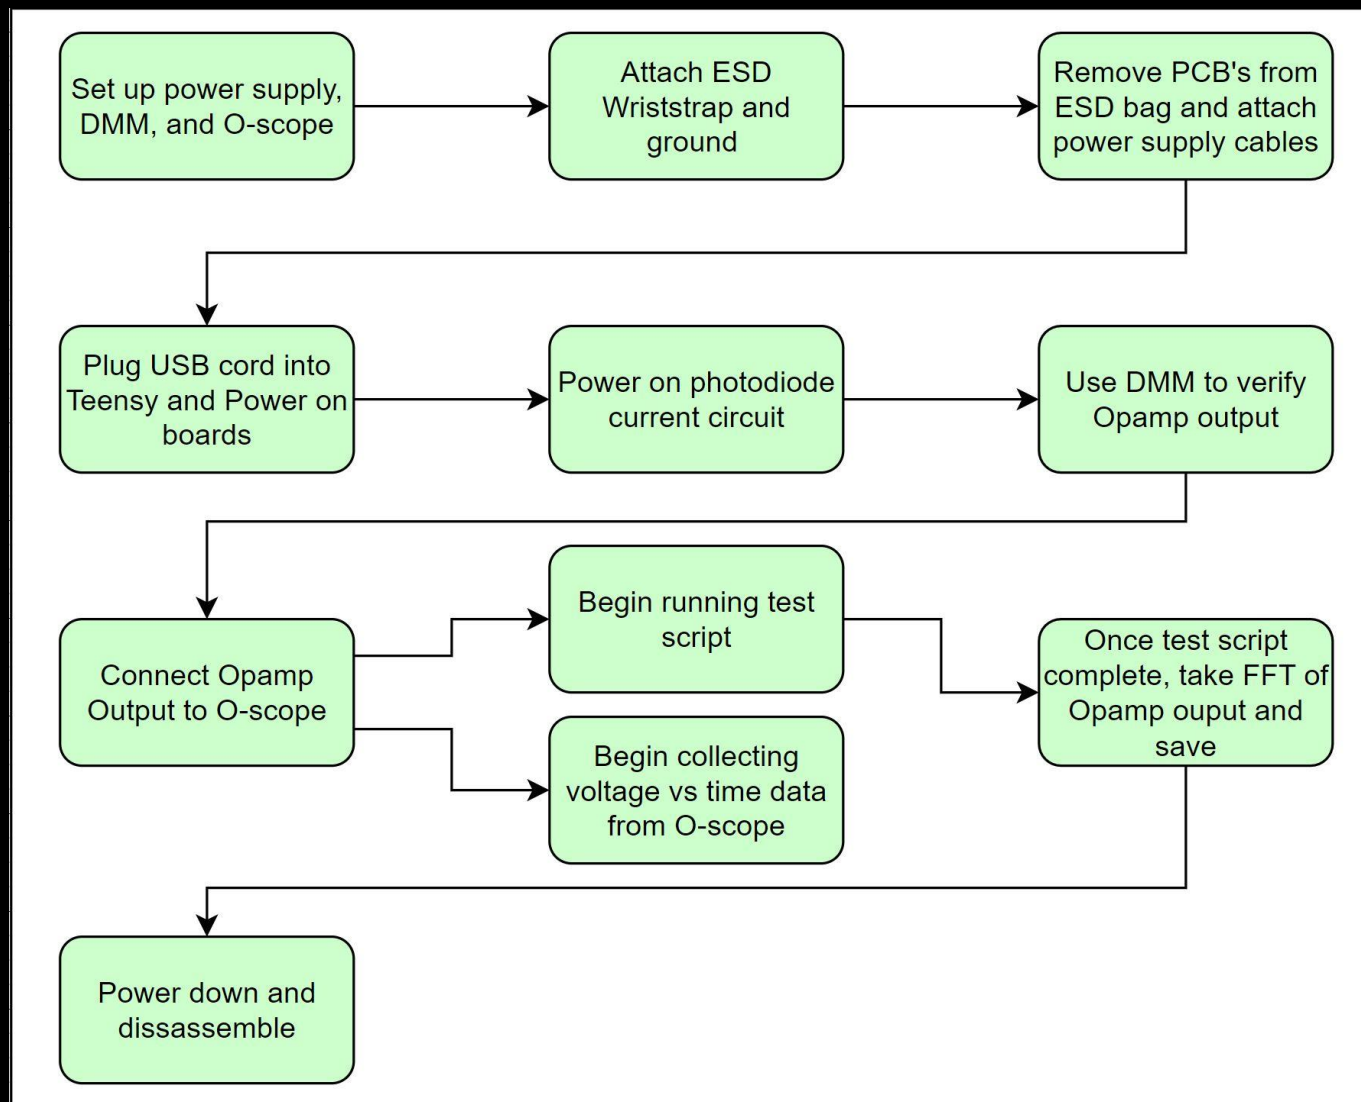 Set up power supply,
DMM, and O-scope
Attach ESD
Wriststrap and
ground
Remove PCB's from
ESD bag and attach
power supply cables
Plug USB cord into
Teensy and Power on
boards
Power on photodiode
current circuit
Use DMM to verify
Opamp output
Connect Opamp
Output to O-scope
Begin running test
script
Begin collecting
voltage vs time data
from O-scope
Once test script
complete, take FFT of
Opamp ouput and
save
Power down and
dissassemble